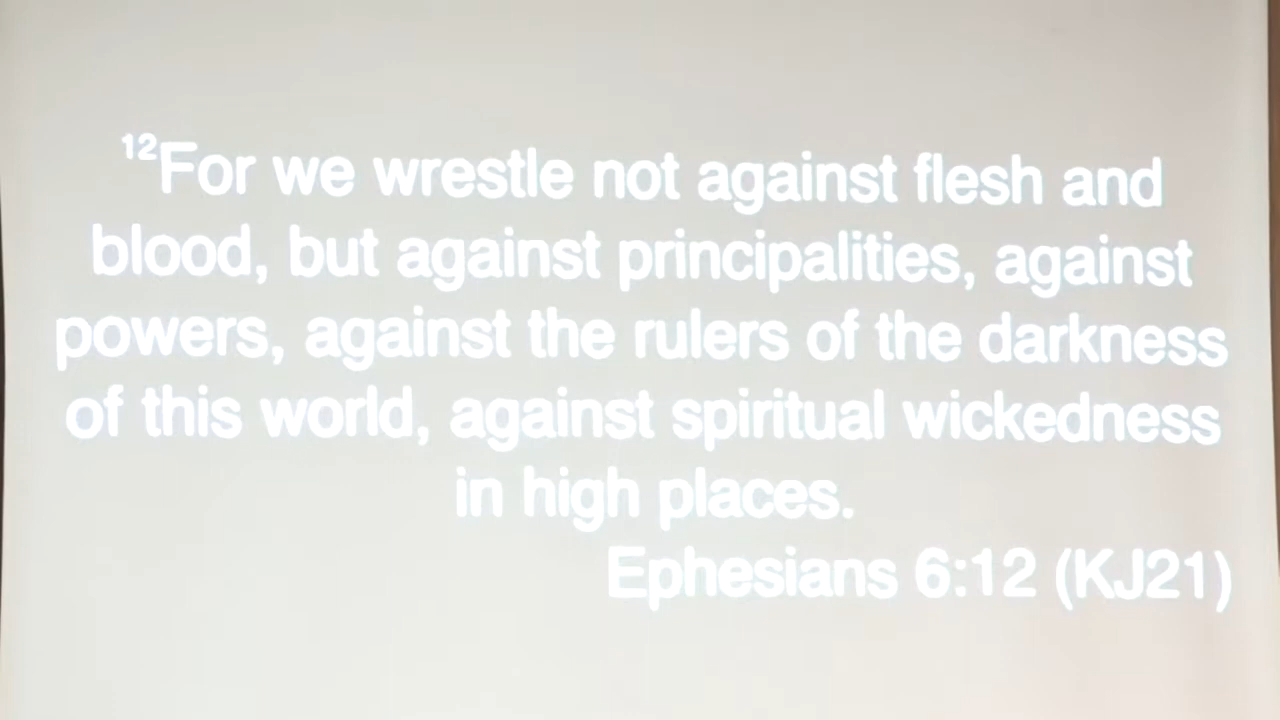 ¹²For we wrestle not against flesh and
blood, but against principalities, against
powers, against the rulers of the darkness
of this world, against spiritual wickedness
in high places.
Ephesians 6:12 (KJ21)